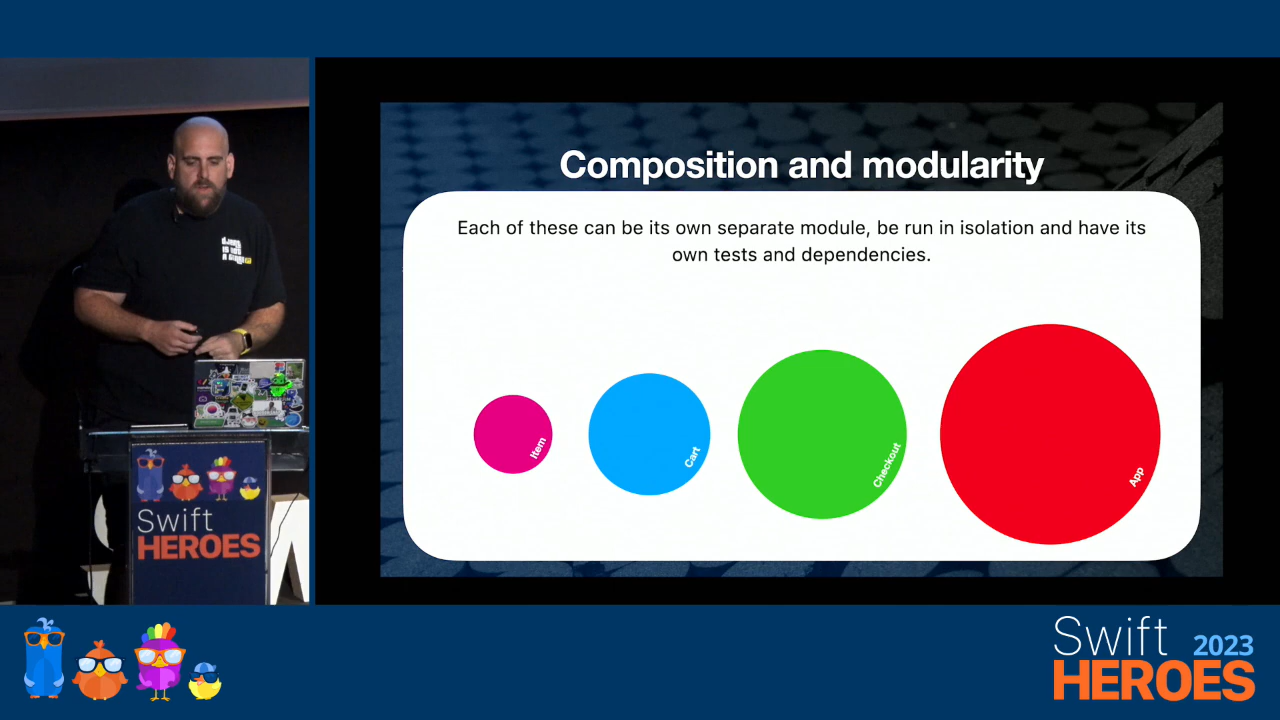 Composition and modularity
Each of these can be its own separate module, be run in isolation and have its
own tests and dependencies.
Item
Cart
Checkout
App
Swift
HEROES
Swift
2023
HEROES